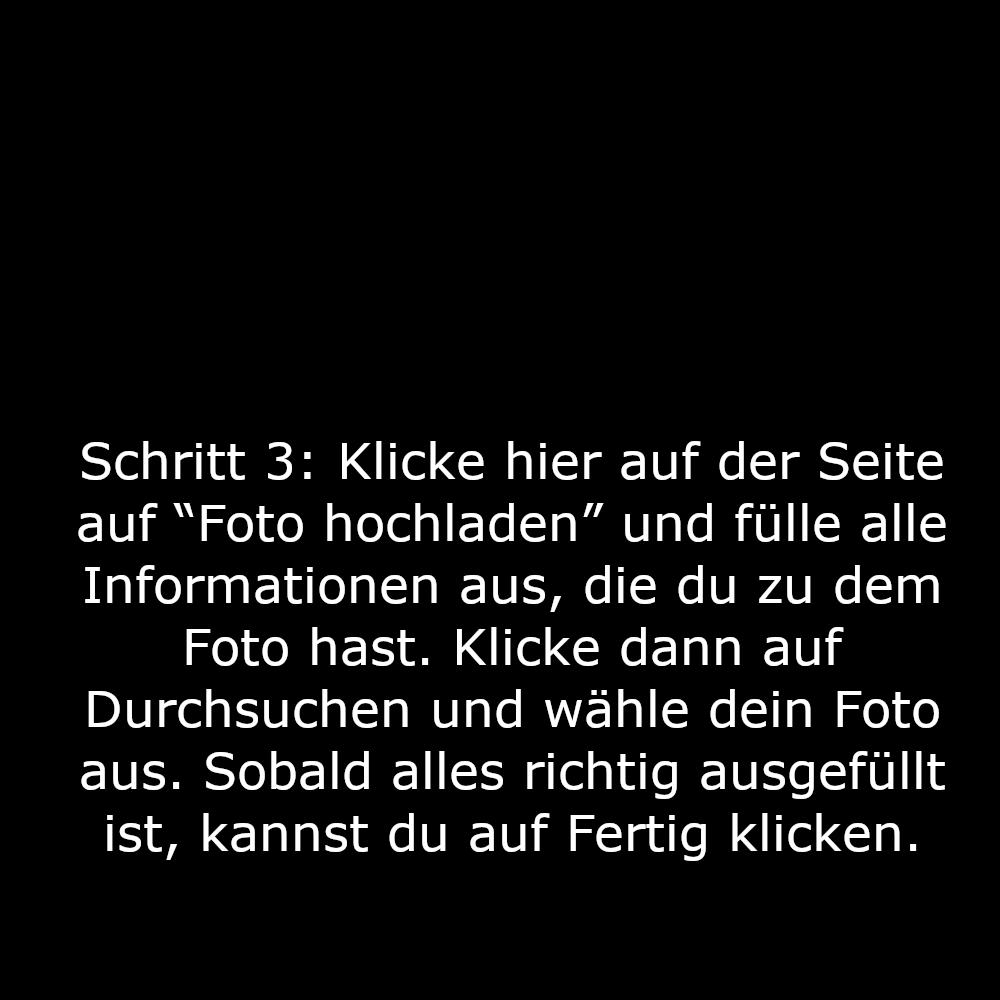 Schritt 3: Klicke hier auf der Seite
auf “Foto hochladen” und fülle alle
Informationen aus, die du zu dem
Foto hast. Klicke dann auf
Durchsuchen und wähle dein Foto
aus. Sobald alles richtig ausgefüllt
ist, kannst du auf Fertig klicken.